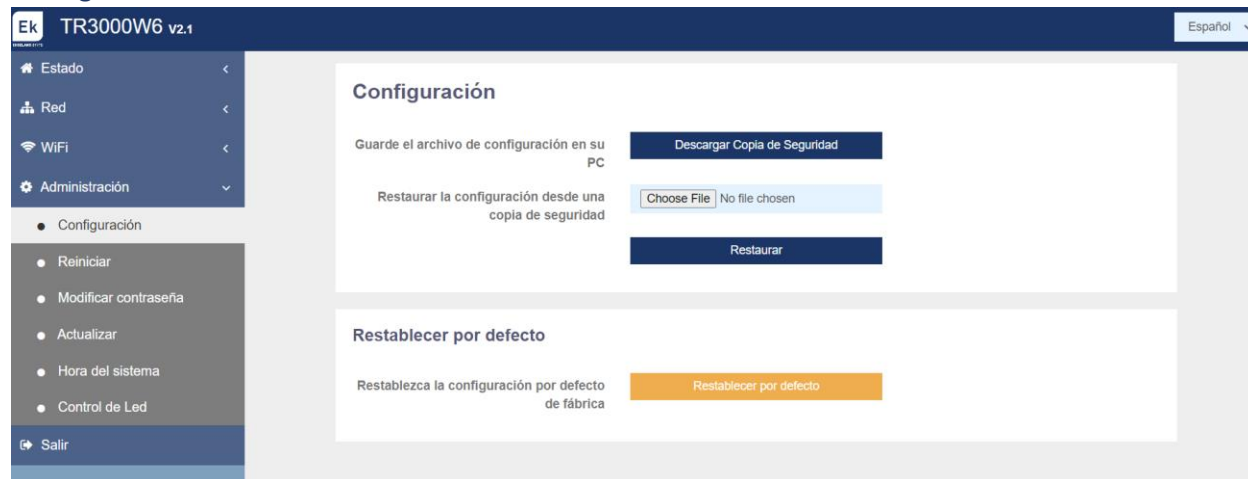 Ek TR3000W6 V2.1
Español
Estado
Red
WiFi
Administración
Configuración
Reiniciar
Modificar contraseña
Actualizar
Hora del sistema
Control de Led
Salir
Configuración
Guarde el archivo de configuración en su
PC
Descargar Copia de Seguridad
Restaurar la configuración desde una
copia de seguridad
Choose File No file chosen
Restaurar
Restablecer por defecto
Restablezca la configuración por defecto
de fábrica
Restablecer por defecto